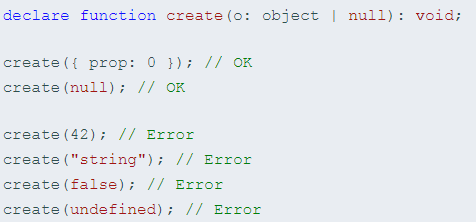 declare function create(o: object | null): void;
create({ prop: 0 }); // OK
create(null); // OK
create(42); // Error
create("string"); // Error
create(false); // Error
create(undefined); // Error